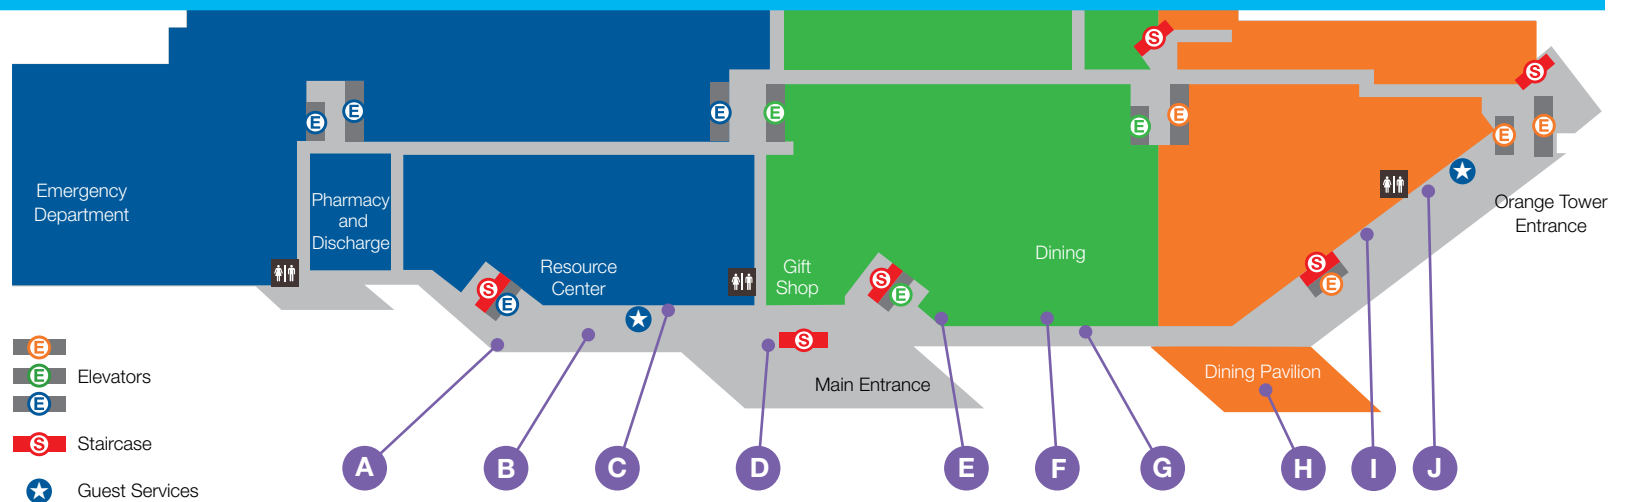 S
S
E
E
E
E
E
E
E
E
Emergency
Department
Pharmacy
and
Discharge
Orange Tower
Entrance
Resource
Center
Gift
Shop
Dining
S
E
S
E
S
E
S
Main Entrance
Dining Pavilion
E
E
Elevators
E
S
Staircase
Guest Services
A
B
C
D
E
F
G
H
I
J